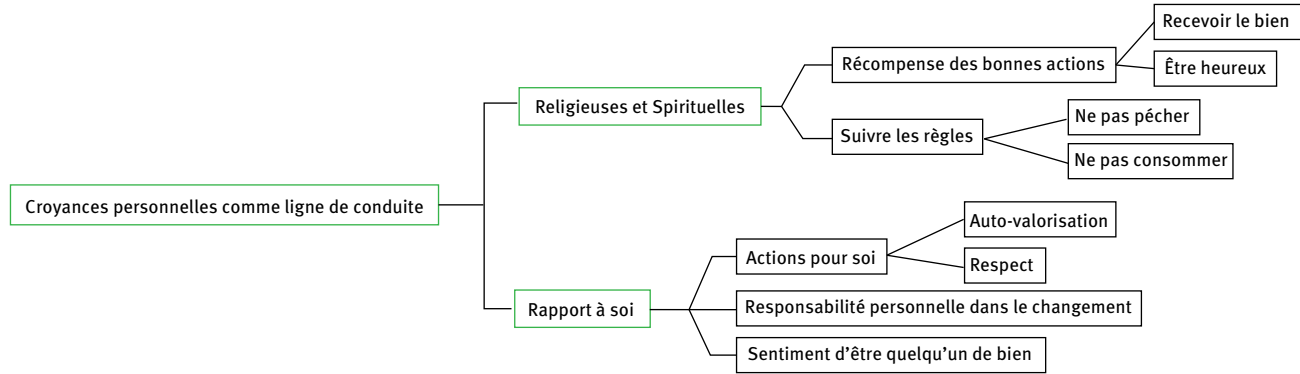 Recevoir le bien
Récompense des bonnes actions
Être heureux
Religieuses et Spirituelles
Ne pas pécher
Suivre les règles
Ne pas consommer
Croyances personnelles comme ligne de conduite
Auto-valorisation
Actions pour soi
Respect
Rapport à soi
Responsabilité personnelle dans le changement
Sentiment d’être quelqu’un de bien